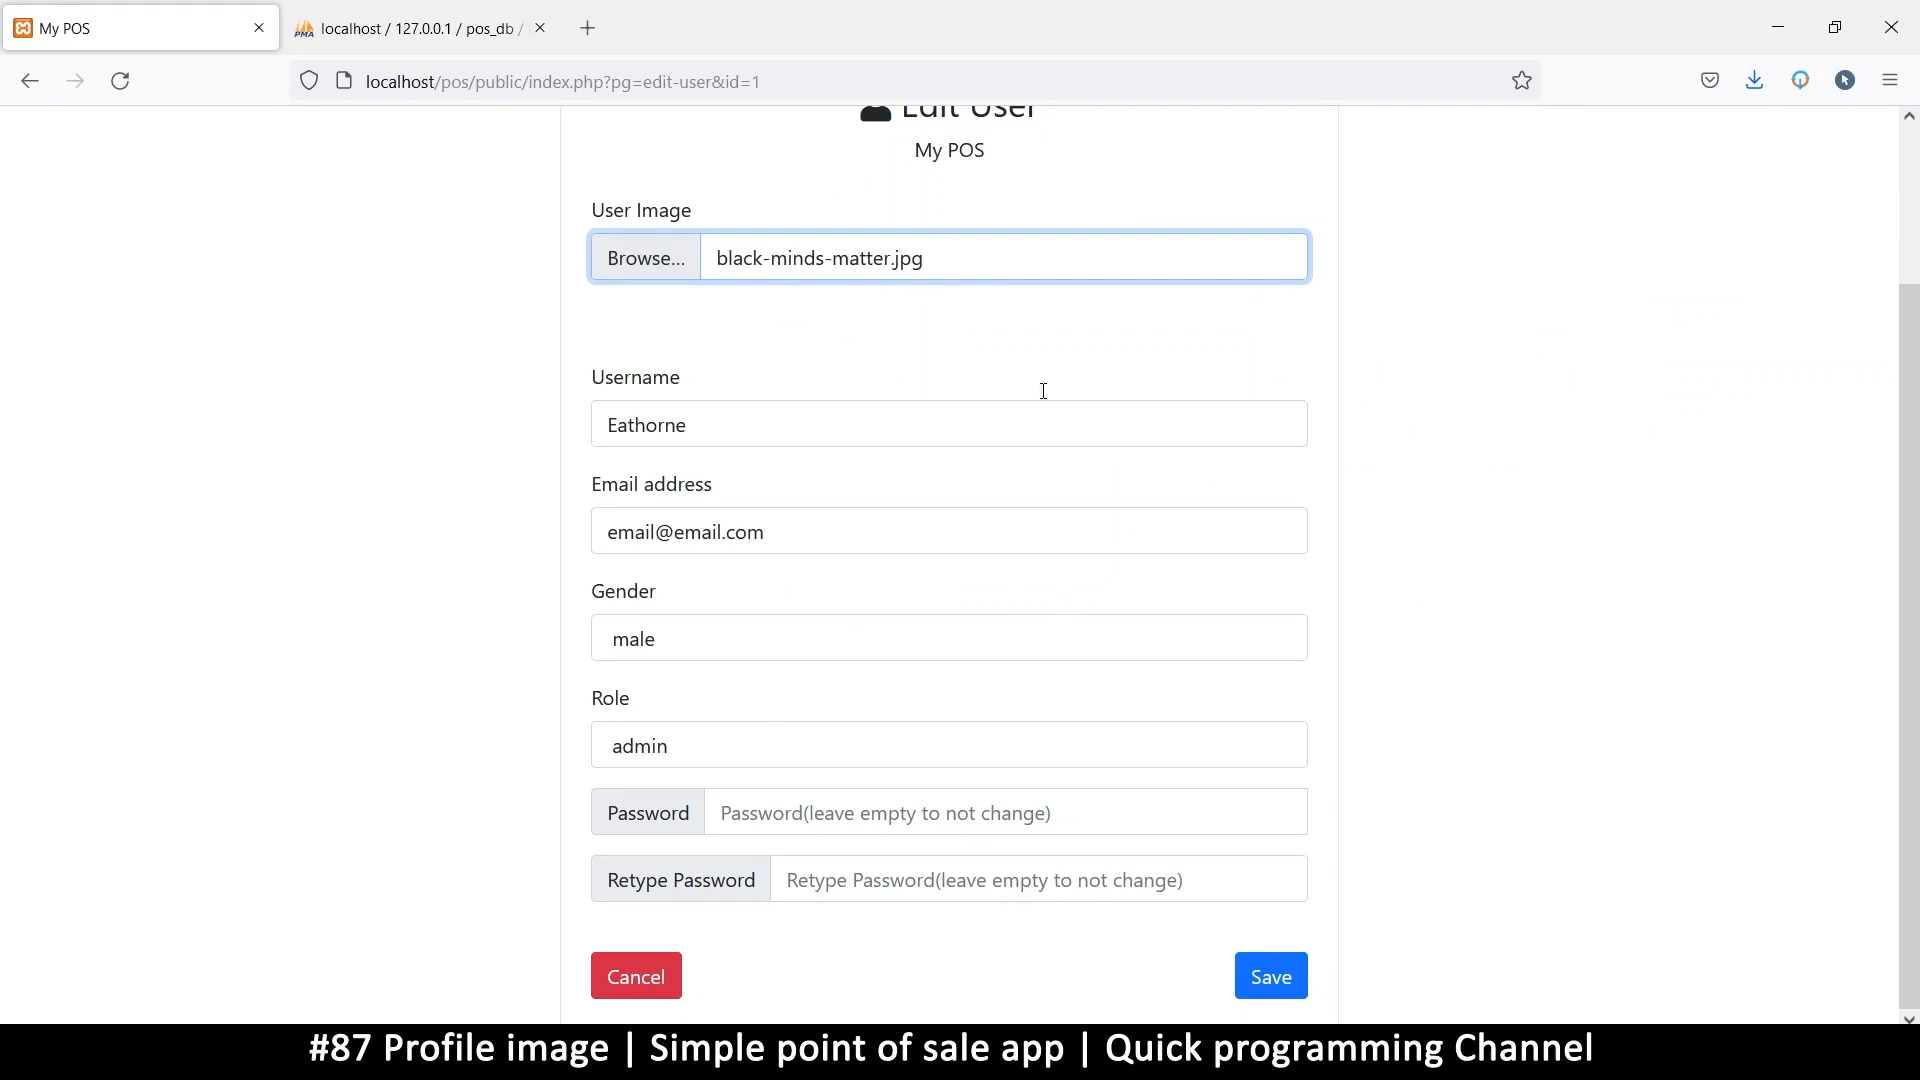 My POS
PMA localhost / 127.0.0.1 / pos_db /
localhost/pos/public/index.php?pg=edit-user&id=1
Edit User
My POS
User Image
Browse... black-minds-matter.jpg
Username
Eathorne
Email address
email@email.com
Gender
male
Role
admin
Password Password(leave empty to not change)
Retype Password Retype Password(leave empty to not change)
Cancel Save
#87 Profile image | Simple point of sale app | Quick programming Channel